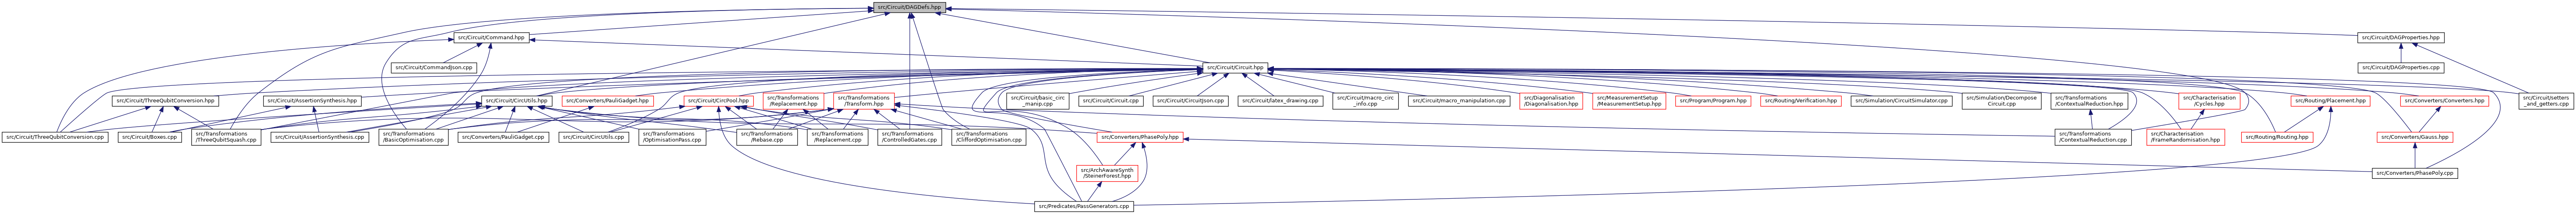 src/Circuit/DAGDefs.hpp
src/Circuit/Command.hpp
src/Circuit/DAGProperties.hpp
src/Circuit/CommandJson.cpp
src/Circuit/Circuit.hpp
src/Circuit/DAGProperties.cpp
src/Circuit/ThreeQubitConversion.hpp
src/Circuit/AssertionSynthesis.hpp
src/Circuit/CircUtils.hpp
src/Converters/PauliGadget.hpp
src/Circuit/CircPool.hpp
src/Transformations
/Replacement.hpp
src/Transformations
/Transform.hpp
src/Circuit/basic_circ
_manip.cpp
src/Circuit/Circuit.cpp
src/Circuit/CircuitJson.cpp
src/Circuit/latex_drawing.cpp
src/Circuit/macro_circ
_info.cpp
src/Circuit/macro_manipulation.cpp
src/Diagonalisation
/Diagonalisation.hpp
src/MeasurementSetup
/MeasurementSetup.hpp
src/Program/Program.hpp
src/Routing/Verification.hpp
src/Simulation/CircuitSimulator.cpp
src/Simulation/Decompose
Circuit.cpp
src/Transformations
/ContextualReduction.hpp
src/Characterisation
/Cycles.hpp
src/Routing/Placement.hpp
src/Converters/Converters.hpp
src/Circuit/setters
_and_getters.cpp
src/Circuit/ThreeQubitConversion.cpp
src/Circuit/Boxes.cpp
src/Transformations
/ThreeQubitSquash.cpp
src/Circuit/AssertionSynthesis.cpp
src/Transformations
/BasicOptimisation.cpp
src/Converters/PauliGadget.cpp
src/Circuit/CircUtils.cpp
src/Transformations
/OptimisationPass.cpp
src/Transformations
/Rebase.cpp
src/Transformations
/Replacement.cpp
src/Transformations
/ControlledGates.cpp
src/Transformations
/CliffordOptimisation.cpp
src/Converters/PhasePoly.hpp
src/Transformations
/ContextualReduction.cpp
src/Characterisation
/FrameRandomisation.hpp
src/Routing/Routing.hpp
src/Converters/Gauss.hpp
src/ArchAwareSynth
/SteinerForest.hpp
src/Converters/PhasePoly.cpp
src/Predicates/PassGenerators.cpp